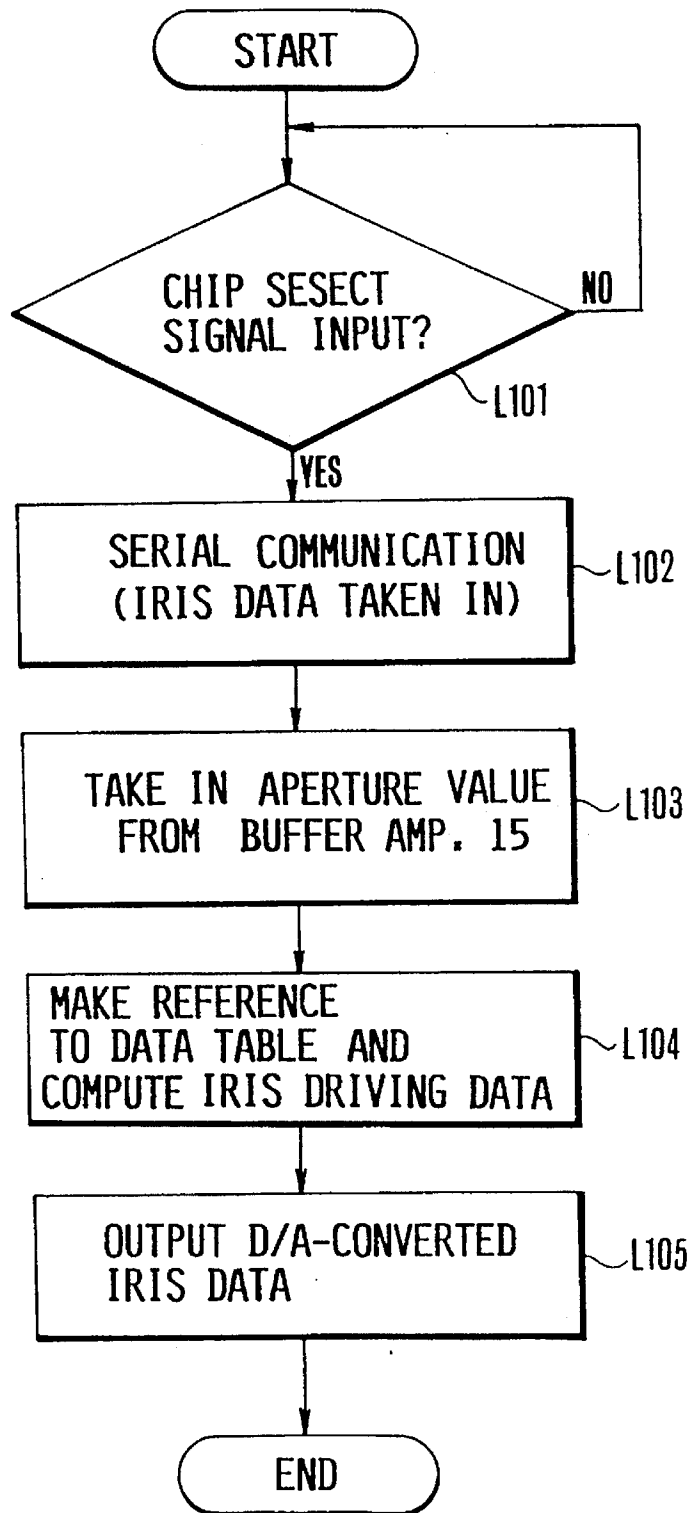 START
CHIP SESECT
SIGNAL INPUT?
NO
L101
YES
SERIAL COMMUNICATION
(IRIS DATA TAKEN IN)
L102
TAKE IN APERTURE VALUE
FROM BUFFER AMP. 15
L103
MAKE REFERENCE
TO DATA TABLE AND
COMPUTE IRIS DRIVING DATA
L104
OUTPUT D/A-CONVERTED
IRIS DATA
L105
END